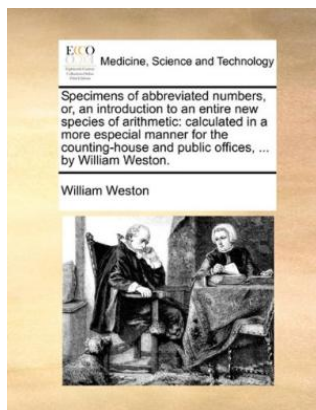 ECCO
Medicine, Science and Technology
Specimens of abbreviated numbers,
or, an introduction to an entire new
species of arithmetic: calculated in a
more especial manner for the
counting-house and public offices, ...
by William Weston.
William Weston